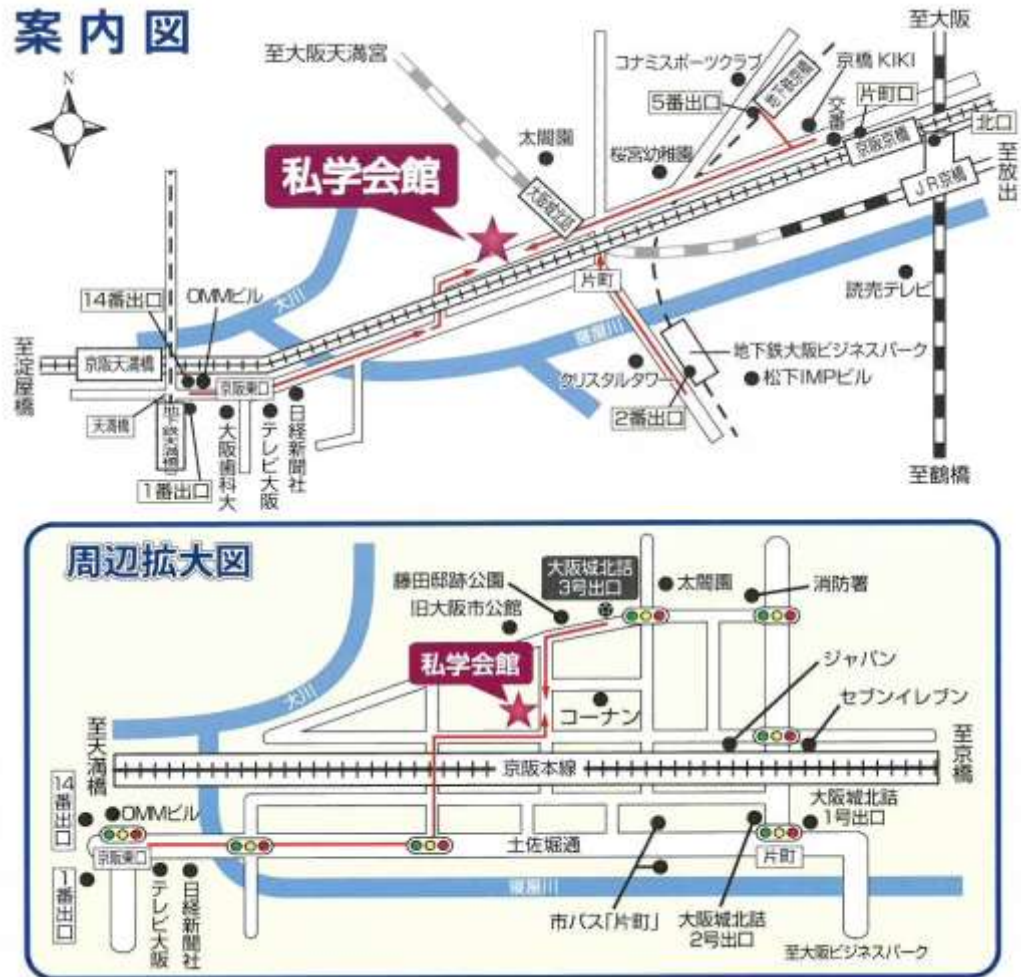 案内図
N
至大阪天満宮
コナミスポーツクラブ
京橋 KIKI
至大阪
5番出口
交番
片町口
北口
京阪京橋
至放出
JR京橋
太閤園
桜宮幼稚園
私学会館
大阪城北詰
片町
読売テレビ
14番出口
OMMビル
大川
寝屋川
至淀屋橋
京阪天満橋
京阪東口
天満橋
地下鉄天満橋
1番出口
大阪歯科大
テレビ大阪
日経新聞社
クリスタルタワー
地下鉄大阪ビジネスパーク
松下IMPビル
2番出口
至鶴橋
周辺拡大図
藤田邸跡公園
旧大阪市公館
大阪城北詰
3号出口
太閤園
消防署
私学会館
コーナン
ジャパン
セブンイレブン
大川
至天満橋
京阪本線
至京橋
14番出口
OMMビル
京阪東口
1番出口
テレビ大阪
日経新聞社
土佐堀通
片町
大阪城北詰
1号出口
寝屋川
市バス「片町」
大阪城北詰
2号出口
至大阪ビジネスパーク